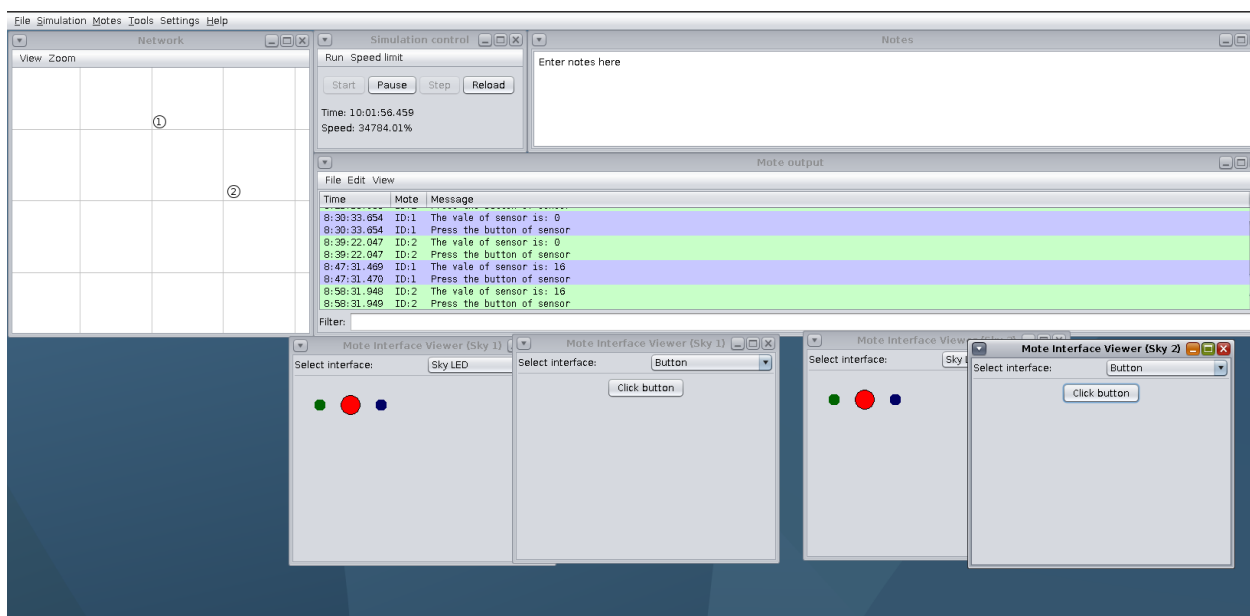 File Simulation Motes Tools Settings Help
Network
View Zoom
1
2
Simulation control
Run Speed limit
Start Pause Step Reload
Time: 10:01:56.459
Speed: 34784.01%
Notes
Enter notes here
Mote output
File Edit View
Time Mote Message
8:30:33.654 ID:1 The vale of sensor is: 0
8:30:33.654 ID:1 Press the button of sensor
8:39:22.047 ID:2 The vale of sensor is: 0
8:39:22.047 ID:2 Press the button of sensor
8:47:31.469 ID:1 The vale of sensor is: 16
8:47:31.470 ID:1 Press the button of sensor
8:58:31.948 ID:2 The vale of sensor is: 16
8:58:31.949 ID:2 Press the button of sensor
Filter:
Mote Interface Viewer (Sky 1)
Select interface: Sky LED
Mote Interface Viewer (Sky 1)
Select interface: Button
Click button
Mote Interface Viewer
Select interface: Sky
Mote Interface Viewer (Sky 2)
Select interface: Button
Click button